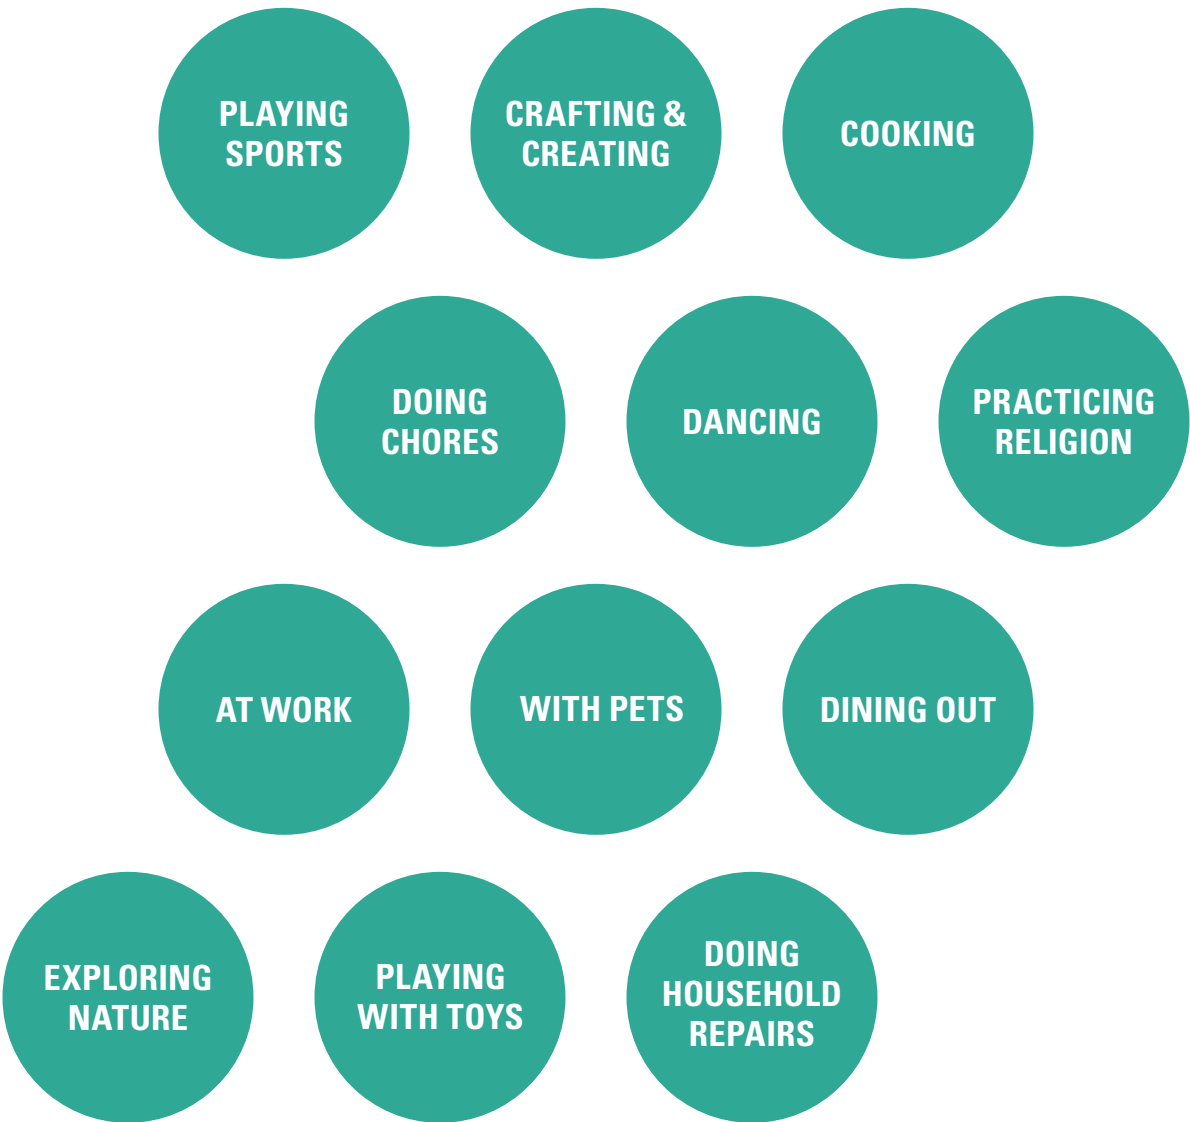 PLAYING
SPORTS
CRAFTING &
CREATING
COOKING
DOING
CHORES
DANCING
PRACTICING
RELIGION
AT WORK
WITH PETS
DINING OUT
EXPLORING
NATURE
PLAYING
WITH TOYS
DOING
HOUSEHOLD
REPAIRS